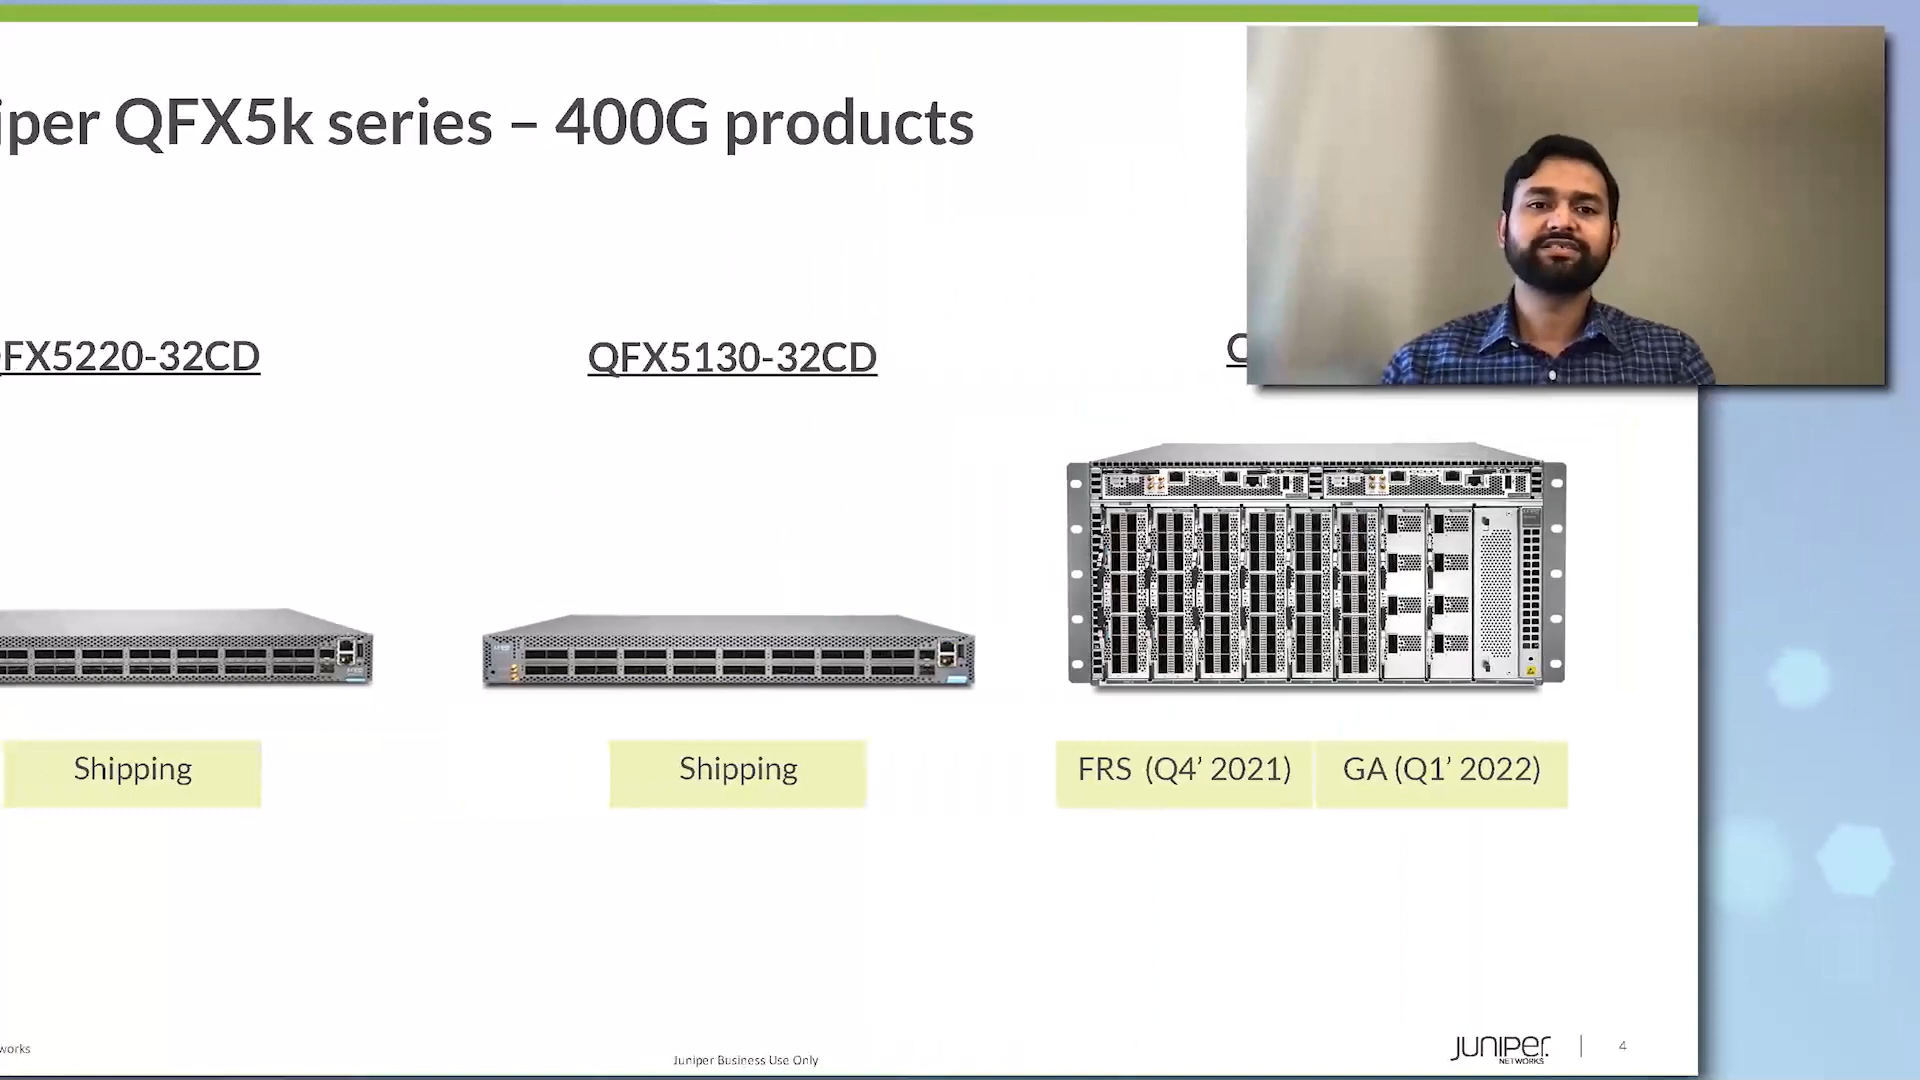 iper QFX5k series – 400G products
FX5220-32CD
QFX5130-32CD
Shipping
Shipping
FRS (Q4’ 2021)
GA (Q1’ 2022)
works
Juniper Business Use Only
JUNIPER
NETWORKS
4